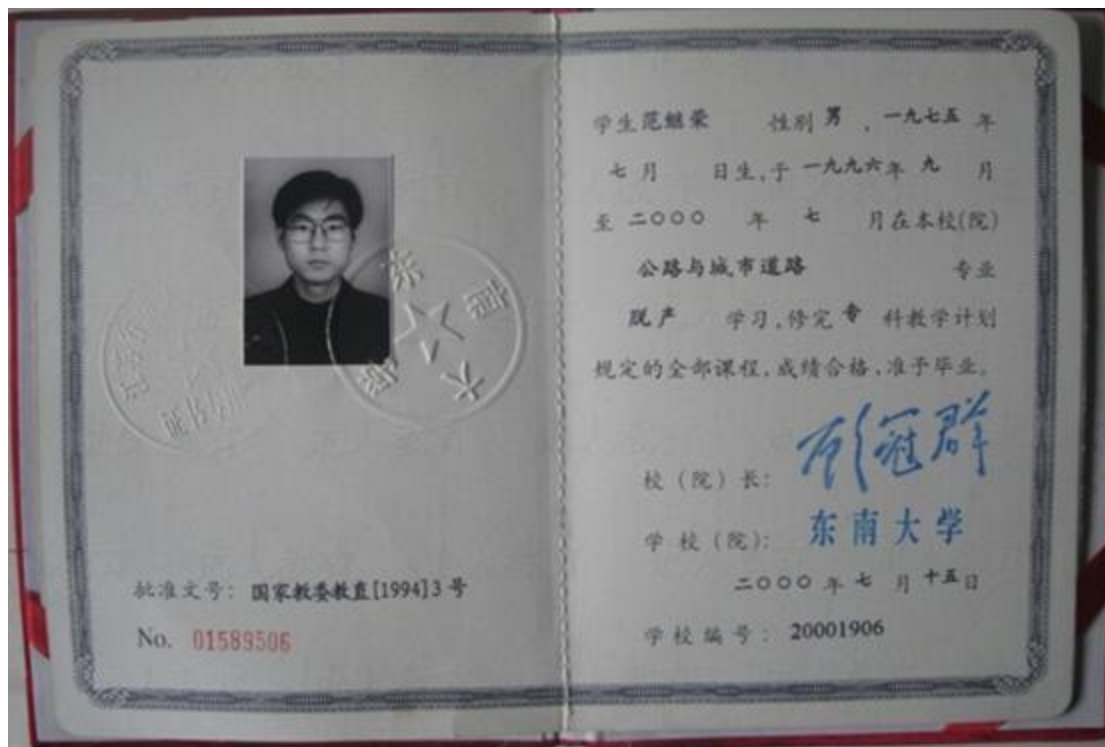 批准文号: 国家教委教直[1994]3号
No. 01589506
学生范继荣 性别 男 , 一九七五 年
七月 日生,于 一九九六年 九 月
至 二〇〇〇 年 七 月在本校(院)
公路与城市道路 专业
脱产 学习,修完 专 科教学计划
规定的全部课程,成绩合格,准予毕业。
校(院)长: 顾冠群
学校(院): 东南大学
二〇〇〇年 七 月 十五日
学校编号: 20001906